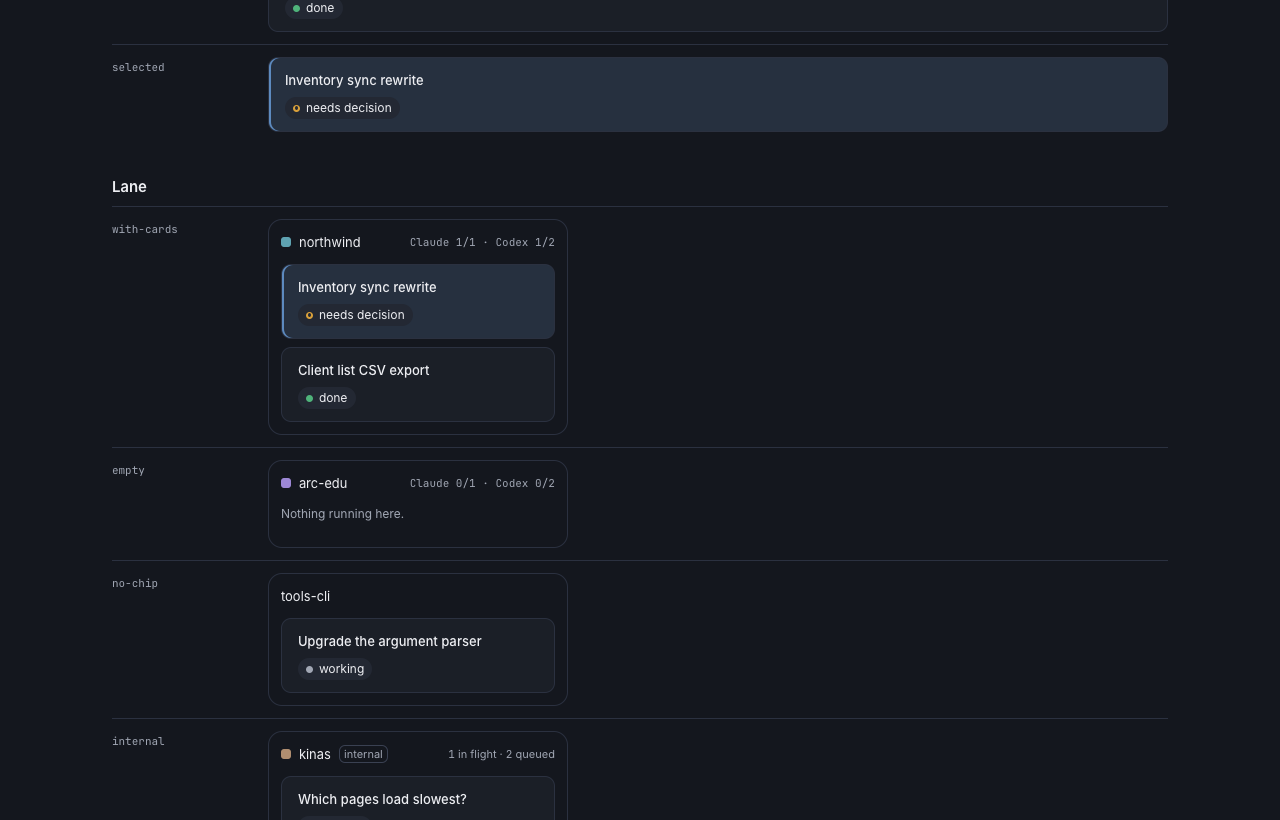 done
selected
Inventory sync rewrite
needs decision
Lane
with-cards
northwind
Claude 1/1 · Codex 1/2
Inventory sync rewrite
needs decision
Client list CSV export
done
empty
arc-edu
Claude 0/1 · Codex 0/2
Nothing running here.
no-chip
tools-cli
Upgrade the argument parser
working
internal
kinas
internal
1 in flight · 2 queued
Which pages load slowest?